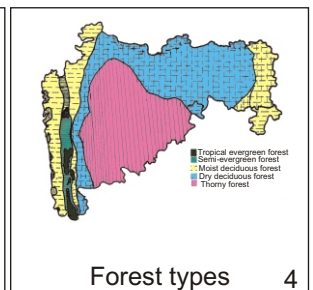 Tropical evergreen forest
Semi-evergreen forest
Moist deciduous forest
Dry deciduous forest
Thorny forest
Forest types 4